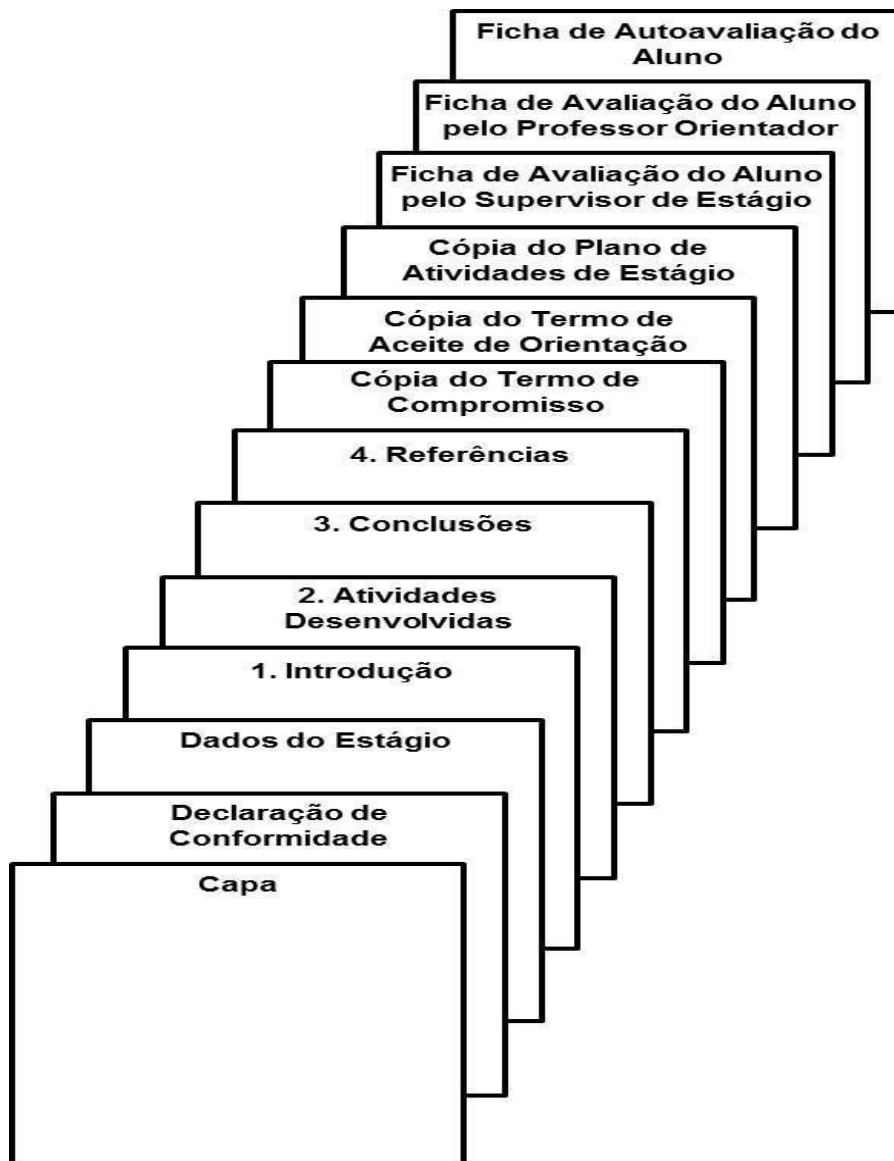 Ficha de Autoavaliação do
Aluno
Ficha de Avaliação do Aluno
pelo Professor Orientador
Ficha de Avaliação do Aluno
pelo Supervisor de Estágio
Cópia do Plano de
Atividades de Estágio
Cópia do Termo de
Aceite de Orientação
Cópia do Termo de
Compromisso
4. Referências
3. Conclusões
2. Atividades
Desenvolvidas
1. Introdução
Dados do Estágio
Declaração de
Conformidade
Capa